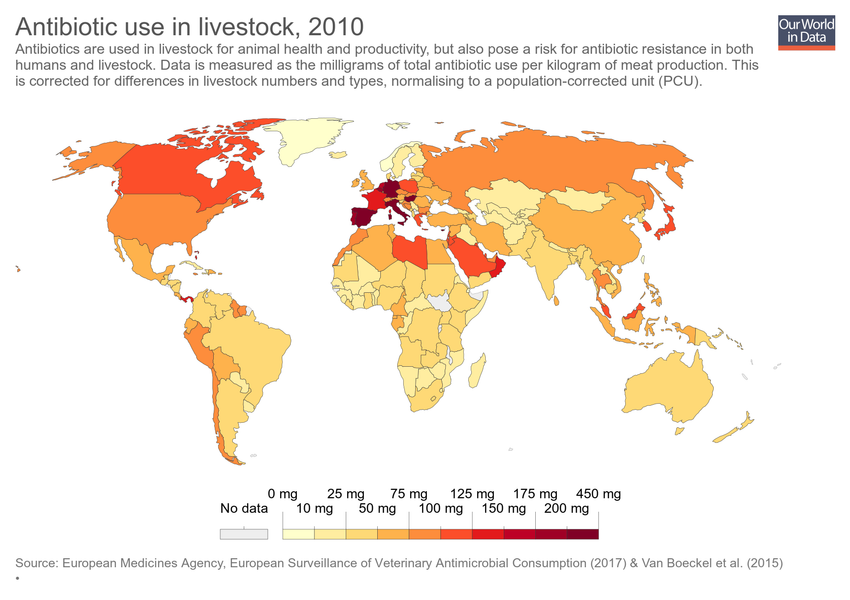 Antibiotic use in livestock, 2010
Our World
in Data
Antibiotics are used in livestock for animal health and productivity, but also pose a risk for antibiotic resistance in both
humans and livestock. Data is measured as the milligrams of total antibiotic use per kilogram of meat production. This
is corrected for differences in livestock numbers and types, normalising to a population-corrected unit (PCU).
0 mg 25 mg 75 mg 125 mg 175 mg 450 mg
No data 10 mg 50 mg 100 mg 150 mg 200 mg
Source: European Medicines Agency, European Surveillance of Veterinary Antimicrobial Consumption (2017) & Van Boeckel et al. (2015)
•